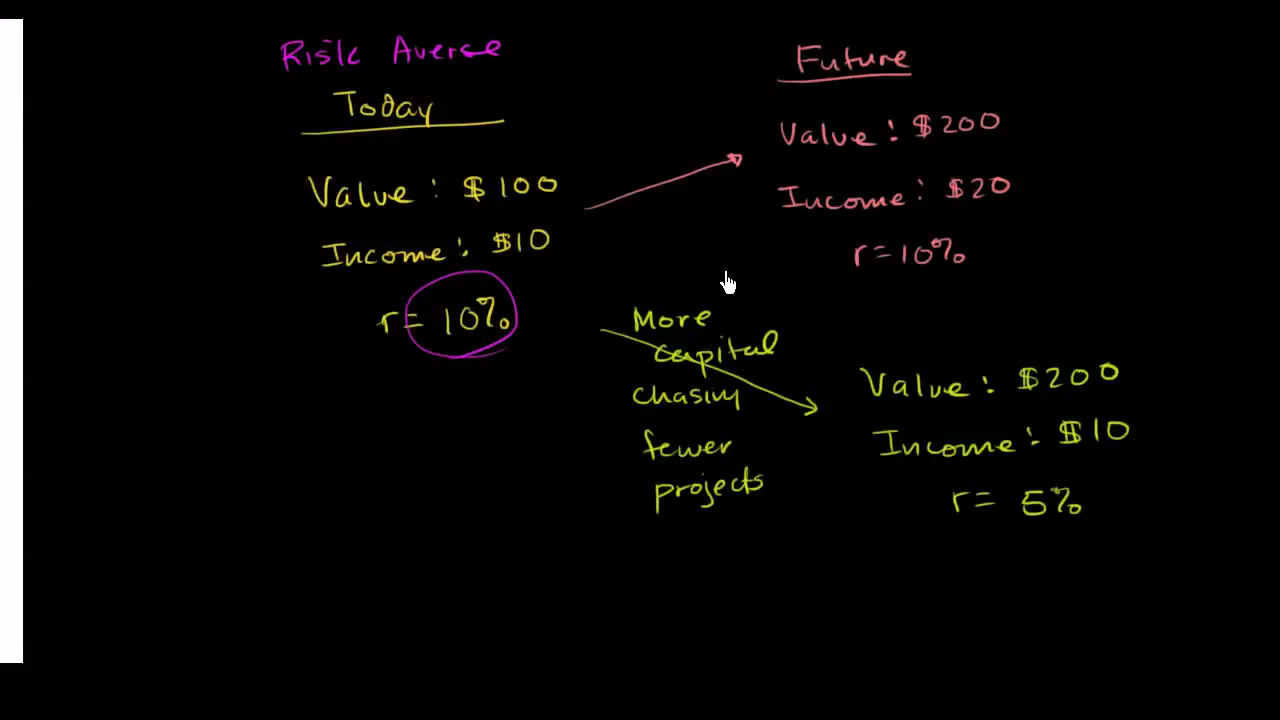 Risk Averse
Today
Value: $100
Income: $10
r= 10%
Future
Value: $200
Income: $20
r=10%
More
capital
chasing
fewer
projects
Value: $200
Income: $10
r= 5%